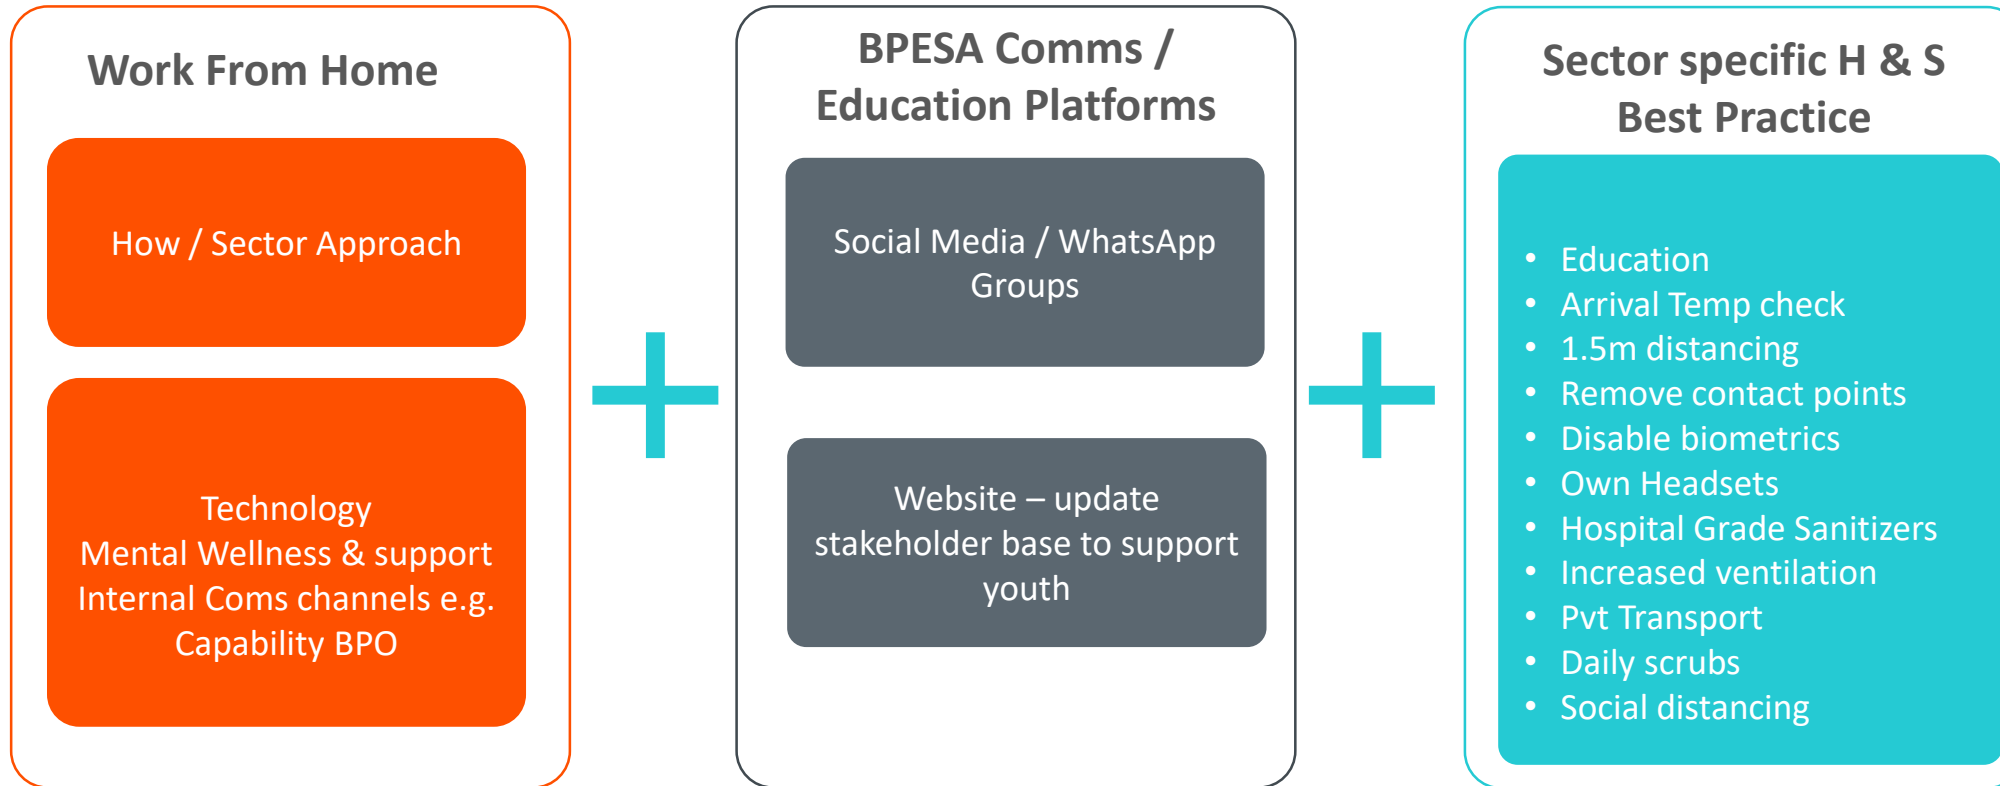 Work From Home
How / Sector Approach
Technology
Mental Wellness & support
Internal Coms channels e.g.
Capability BPO
BPESA Comms /
Education Platforms
Social Media / WhatsApp
Groups
Website – update
stakeholder base to support
youth
Sector specific H & S
Best Practice
• Education
• Arrival Temp check
• 1.5m distancing
• Remove contact points
• Disable biometrics
• Own Headsets
• Hospital Grade Sanitizers
• Increased ventilation
• Pvt Transport
• Daily scrubs
• Social distancing